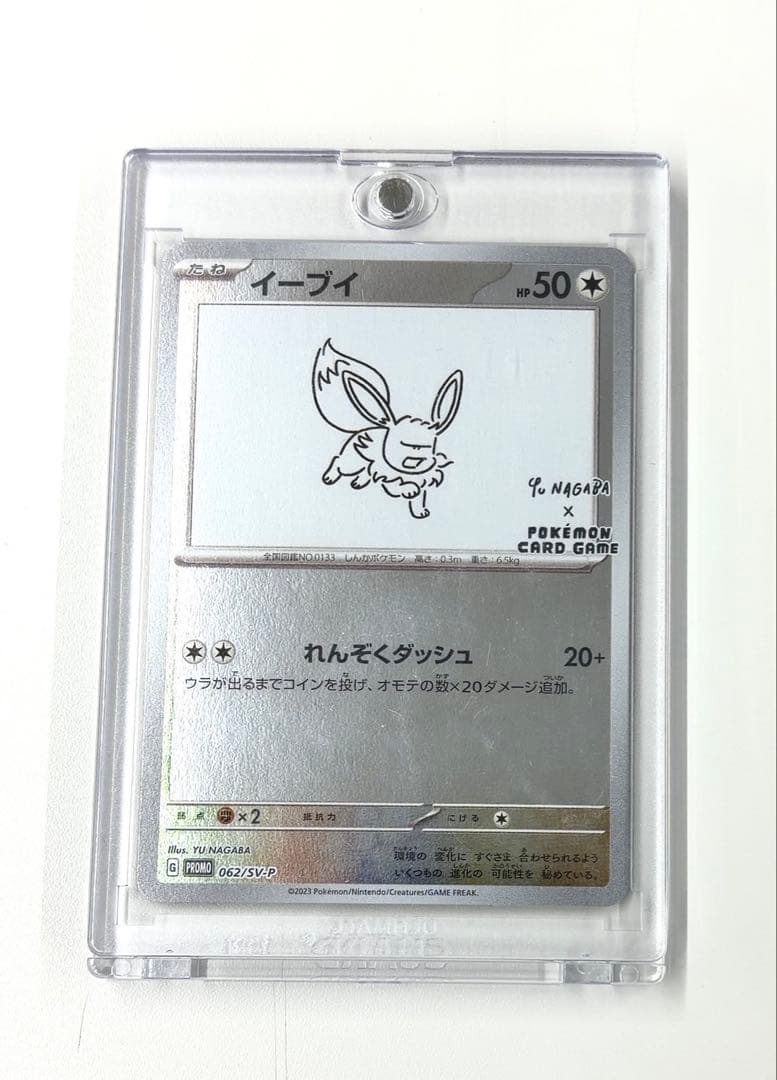 たね イーブイ HP50
Yu NAGABA
×
POKÉMON
CARD GAME
全国図鑑NO.0133 しんかポケモン 高さ:0.3m 重さ:6.5kg
れんぞくダッシュ 20+
ウラが出るまでコインを投げ、オモテの数×20ダメージ追加。
弱点 ×2 抵抗力 にげる
Illus. YU NAGABA
環境の 変化に すぐさま 合わせられるよう
G PROMO 062/SV-P
いくつもの 進化の 可能性を 秘めている。
©2023 Pokémon/Nintendo/Creatures/GAME FREAK.